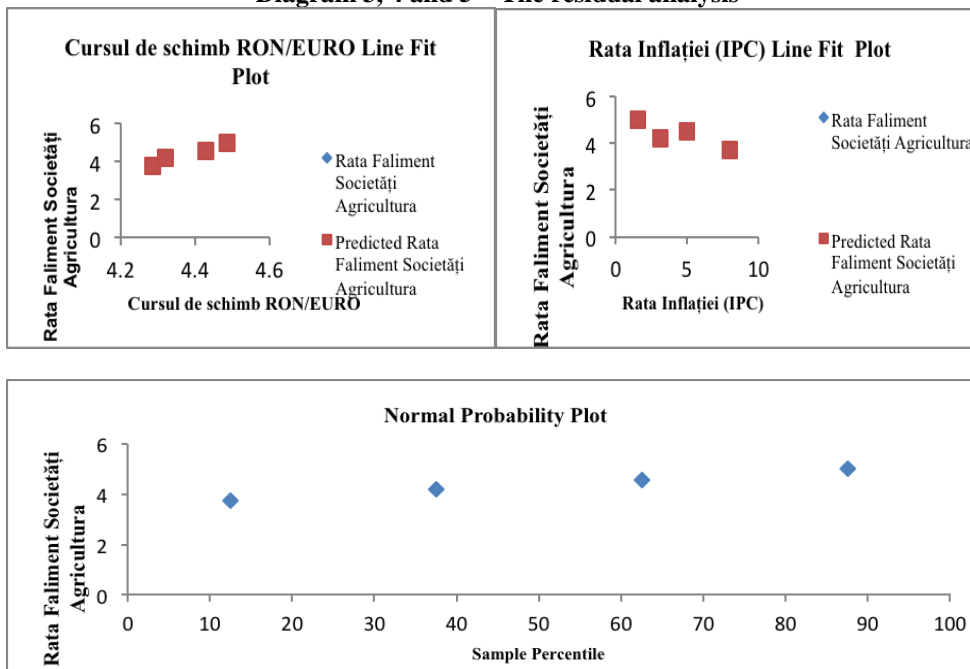 Cursul de schimb RON/EURO Line Fit
Plot
Rata Faliment Societăți
Agricultura
6
4
2
0
4.2
4.4
4.6
Cursul de schimb RON/EURO
Rata Faliment
Societăți
Agricultura
Predicted Rata
Faliment Societăți
Agricultura
Rata Inflației (IPC) Line Fit Plot
Rata Faliment Societăți
Agricultura
6
4
2
0
0
5
10
Rata Inflației (IPC)
Rata Faliment
Societăți Agricultura
Predicted Rata
Faliment Societăți
Agricultura
Normal Probability Plot
Rata Faliment Societăți
Agricultura
6
4
2
0
0
10
20
30
40
50
60
70
80
90
100
Sample Percentile